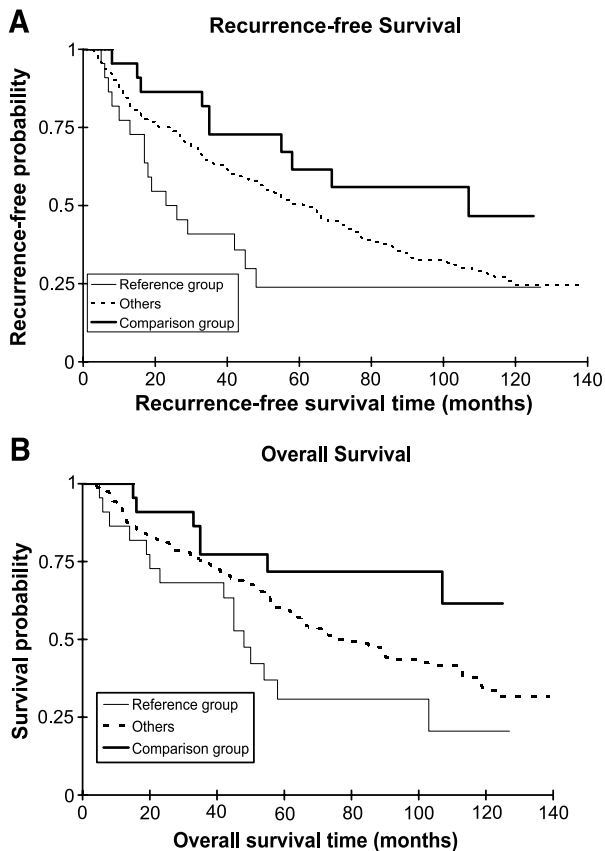 A
Recurrence-free Survival
Recurrence-free probability
1
0.75
0.5
0.25
0
Reference group
Others
Comparison group
0 20 40 60 80 100 120 140
Recurrence-free survival time (months)
B
Overall Survival
Survival probability
1
0.75
0.5
0.25
0
Reference group
Others
Comparison group
0 20 40 60 80 100 120 140
Overall survival time (months)